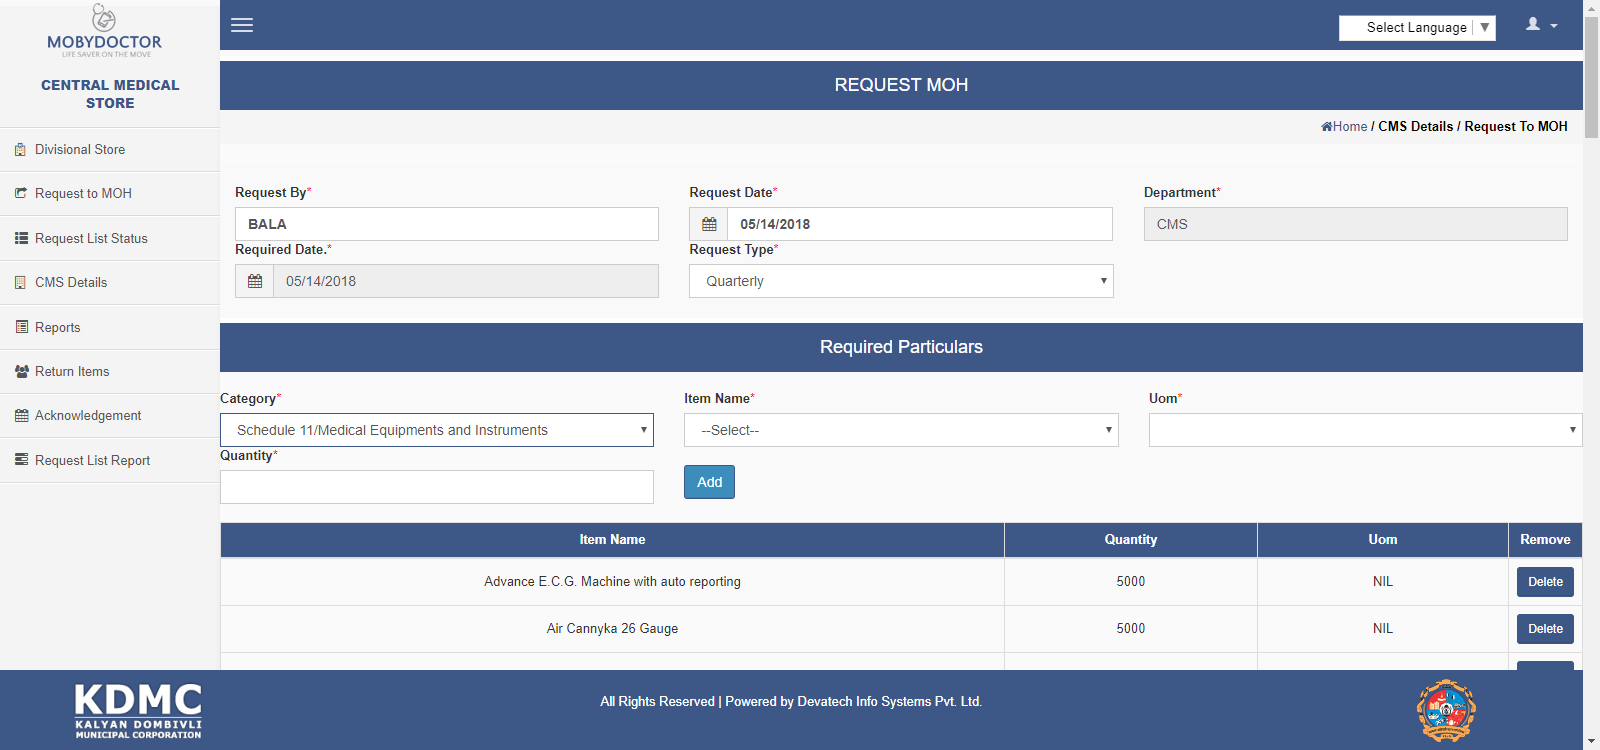 MOBYDOCTOR
LIFE SAVER ON THE MOVE
CENTRAL MEDICAL
STORE
Divisional Store
Request to MOH
Request List Status
CMS Details
Reports
Return Items
Acknowledgement
Request List Report
Select Language ▼
REQUEST MOH
Home / CMS Details / Request To MOH
Request By*
Request Date*
Department*
BALA
05/14/2018
CMS
Required Date.*
Request Type*
05/14/2018
Quarterly
Required Particulars
Category*
Item Name*
Uom*
Schedule 11/Medical Equipments and Instruments
--Select--
Quantity*
Add
Item Name Quantity Uom Remove
Advance E.C.G. Machine with auto reporting 5000 NIL Delete
Air Cannyka 26 Gauge 5000 NIL Delete
KDMC
KALYAN DOMBIVLI
MUNICIPAL CORPORATION
All Rights Reserved | Powered by Devatech Info Systems Pvt. Ltd.